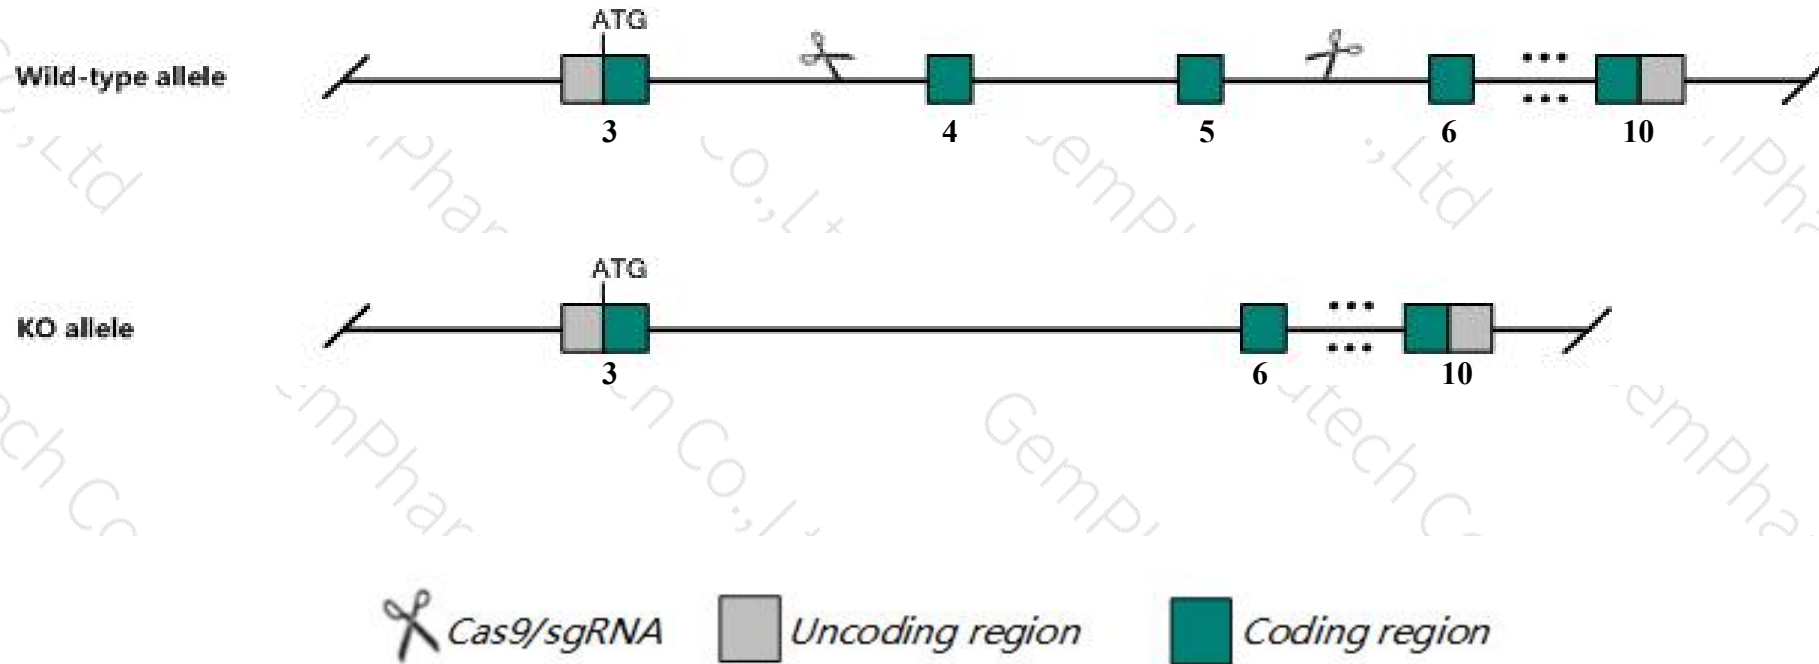 ATG
Wild-type allele
3 4 5 6 10
ATG
KO allele
3 6 10
Cas9/sgRNA Uncoding region Coding region
GemPl